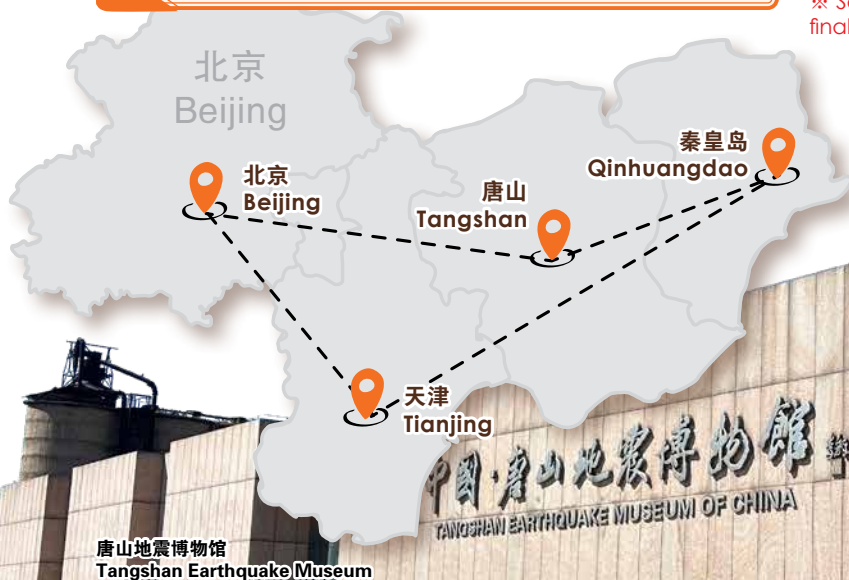 北京
Beijing
北京
Beijing
唐山
Tangshan
秦皇岛
Qinhuangdao
天津
Tianjing
中国·唐山地震博物館
TANGSHAN EARTHQUAKE MUSEUM OF CHINA
唐山地震博物馆
Tangshan Earthquake Museum